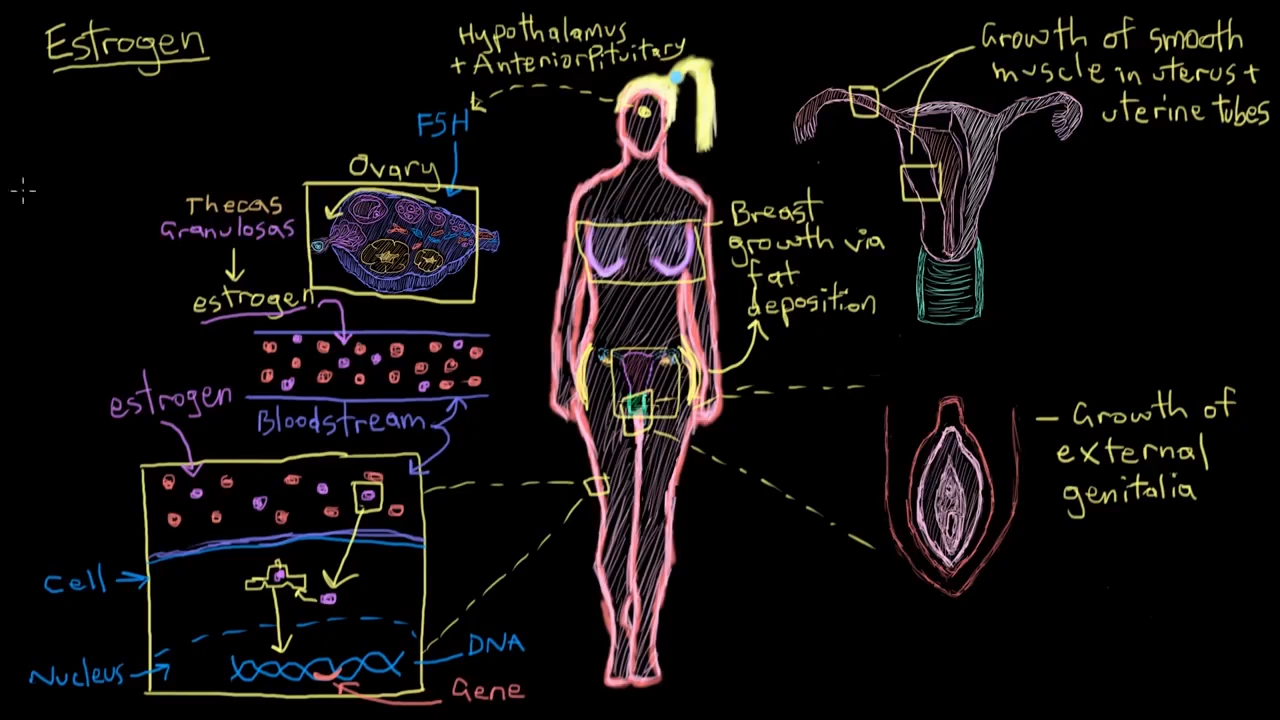 Estrogen
Hypothalamus
+ Anterior Pituitary
FSH
Ovary
Thecas
Granulosas
estrogen
estrogen
Bloodstream
Cell
Nucleus
DNA
Gene
Breast
growth via
fat
deposition
Growth of smooth
muscle in uterus +
uterine tubes
- Growth of
external
genitalia